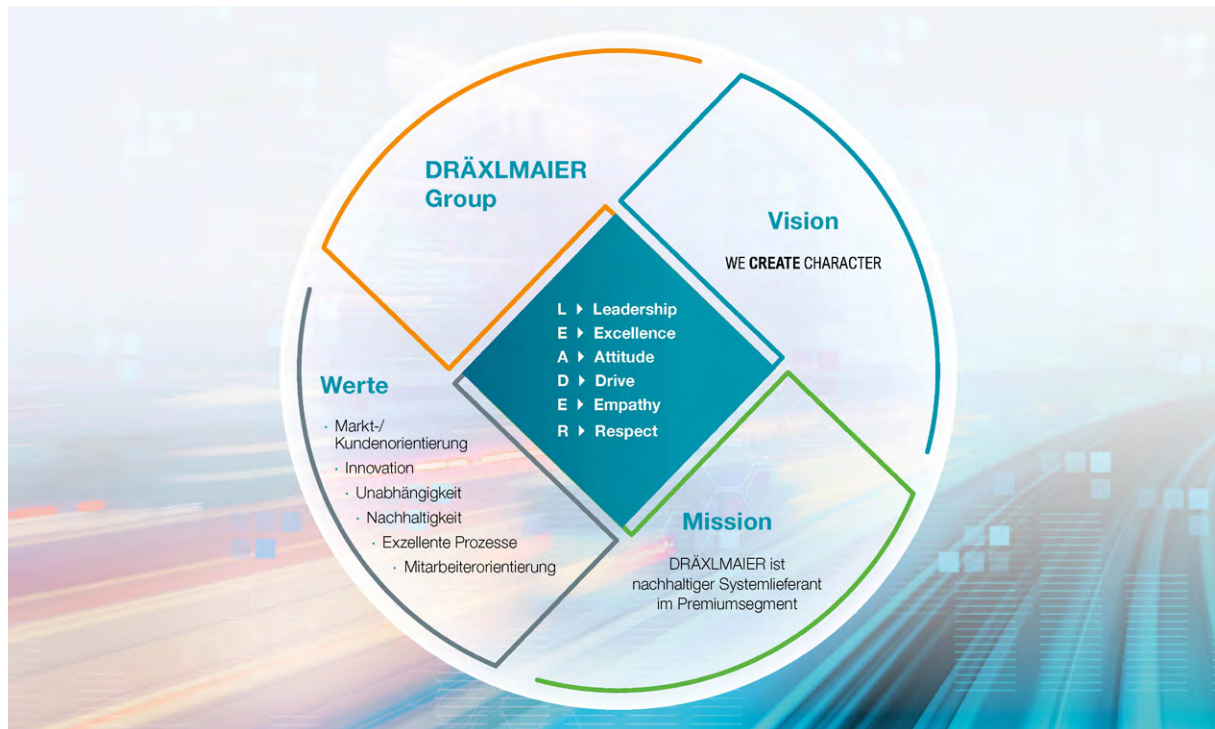 DRÄXLMAIER
Group
Vision
WE CREATE CHARACTER
L ▸ Leadership
E ▸ Excellence
A ▸ Attitude
D ▸ Drive
E ▸ Empathy
R ▸ Respect
Werte
· Markt-/
Kundenorientierung
· Innovation
· Unabhängigkeit
· Nachhaltigkeit
· Exzellente Prozesse
· Mitarbeiterorientierung
Mission
DRÄXLMAIER ist
nachhaltiger Systemlieferant
im Premiumsegment